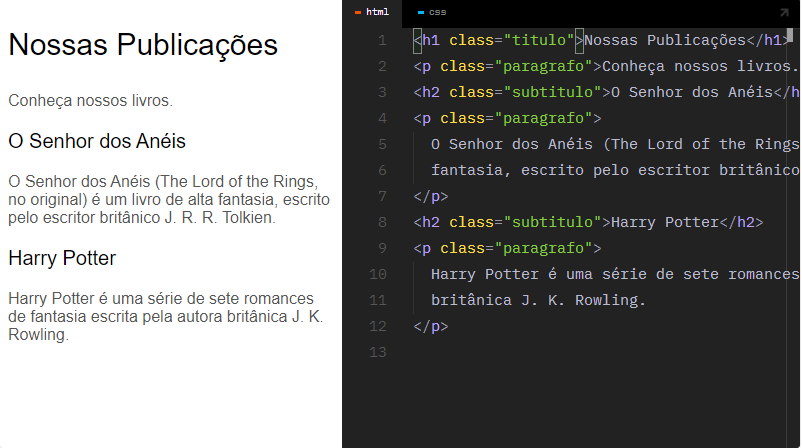 Nossas Publicações
Conheça nossos livros.
O Senhor dos Anéis
O Senhor dos Anéis (The Lord of the Rings,
no original) é um livro de alta fantasia, escrito
pelo escritor britânico J. R. R. Tolkien.
Harry Potter
Harry Potter é uma série de sete romances
de fantasia escrita pela autora britânica J. K.
Rowling.
html css
1 <h1 class="titulo">Nossas Publicações</h1>
2 <p class="paragrafo">Conheça nossos livros.
3 <h2 class="subtitulo">O Senhor dos Anéis</h
4 <p class="paragrafo">
5 O Senhor dos Anéis (The Lord of the Rings
6 fantasia, escrito pelo escritor britânico
7 </p>
8 <h2 class="subtitulo">Harry Potter</h2>
9 <p class="paragrafo">
10 Harry Potter é uma série de sete romances
11 britânica J. K. Rowling.
12 </p>
13